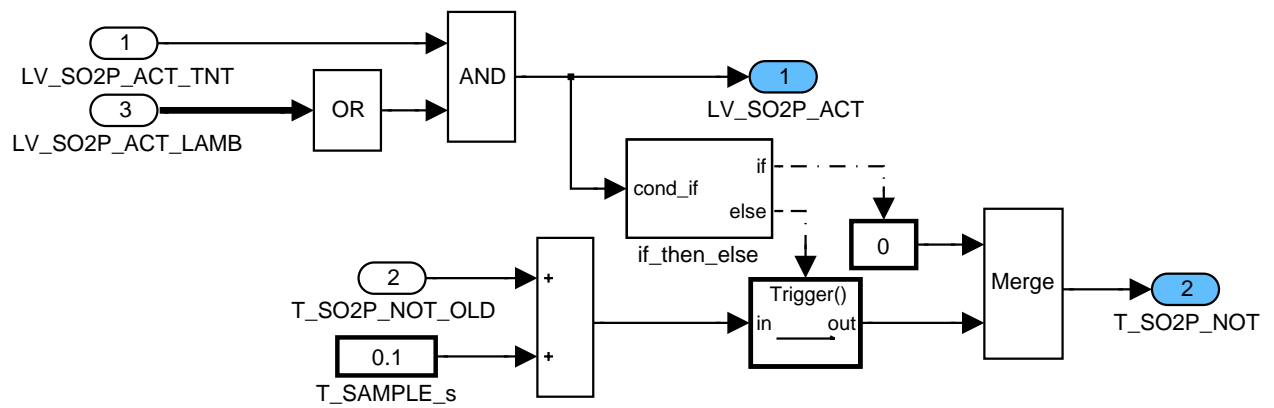 1
LV_SO2P_ACT_TNT
3
LV_SO2P_ACT_LAMB
OR
AND
1
LV_SO2P_ACT
cond_if
if
else
if_then_else
0
2
T_SO2P_NOT_OLD
0.1
T_SAMPLE_s
+
+
Trigger()
in
out
Merge
2
T_SO2P_NOT